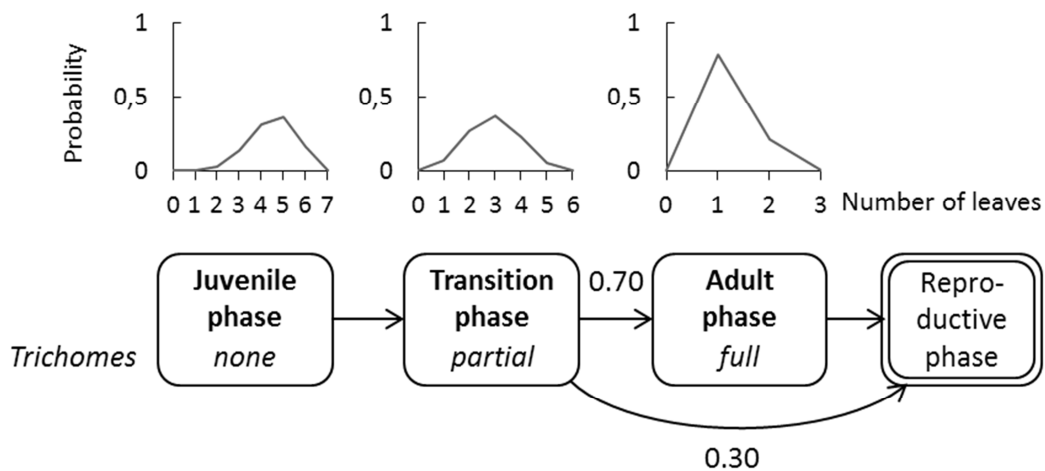 Probability
1
0,5
0
0 1 2 3 4 5 6 7
1
0,5
0
0 1 2 3 4 5 6
1
0,5
0
0 1 2 3
Number of leaves
Trichomes
Juvenile
phase
none
Transition
phase
partial
0.70
Adult
phase
full
Repro-
ductive
phase
0.30